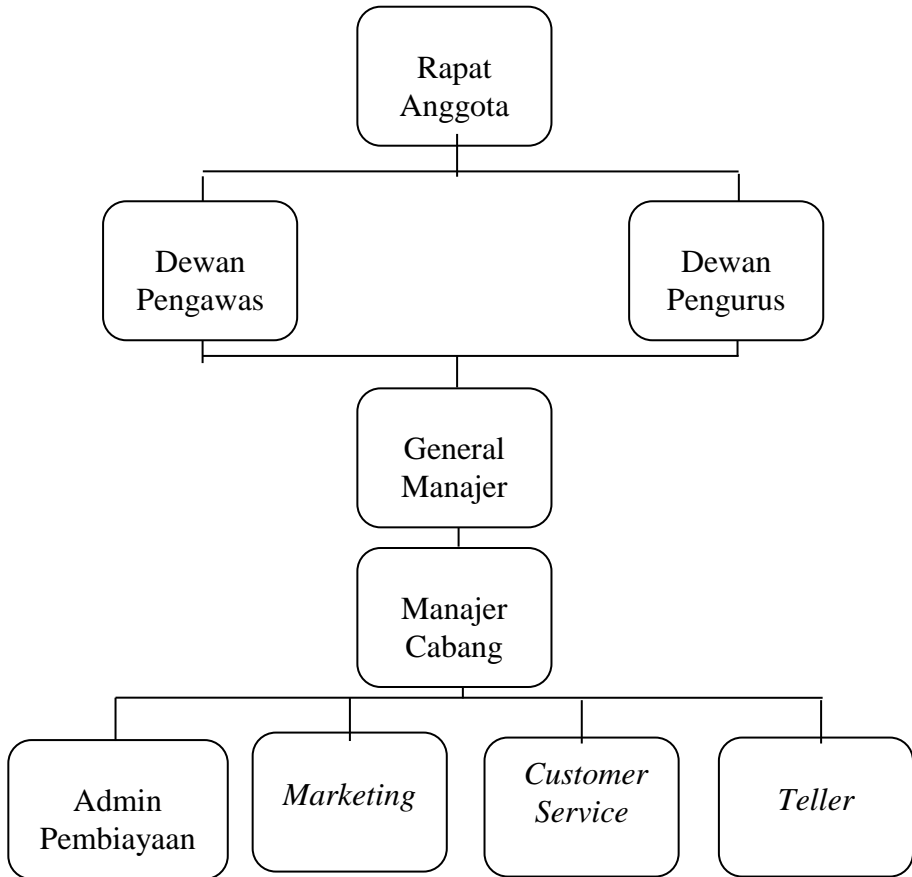 Rapat
Anggota
Dewan
Pengawas
Dewan
Pengurus
General
Manajer
Manajer
Cabang
Admin
Pembiayaan
Marketing
Customer
Service
Teller